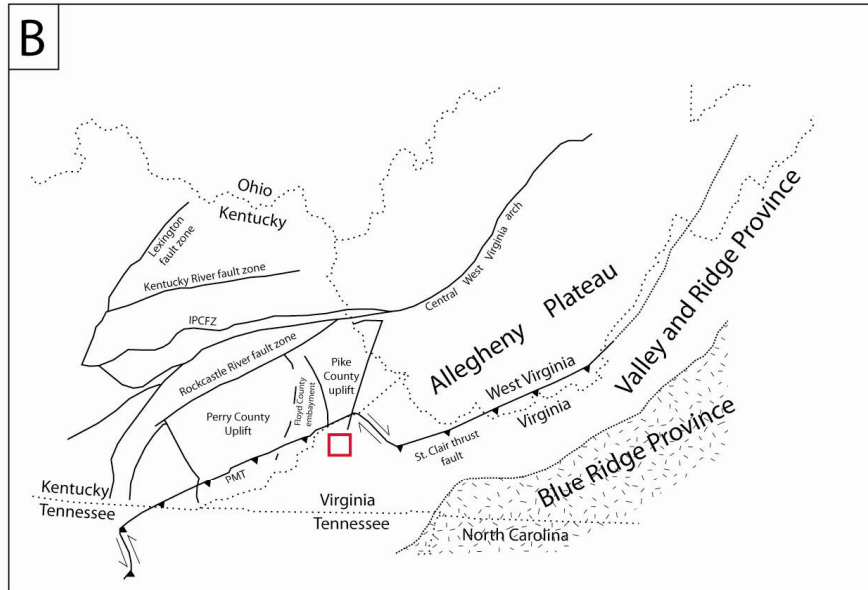 B
Ohio
Kentucky
Lexington
fault zone
Kentucky River fault zone
IPCFZ
Rockcastle River fault zone
Central West Virginia arch
Allegheny Plateau
Valley and Ridge Province
Blue Ridge Province
Pike
County
uplift
Floyd County
embayment
Perry County
Uplift
West Virginia
Virginia
St. Clair thrust
fault
PMT
Kentucky
Tennessee
Virginia
Tennessee
North Carolina